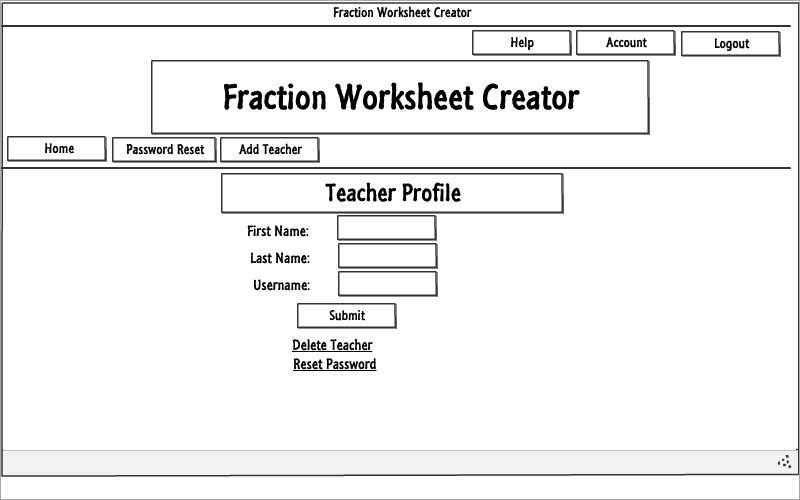 Fraction Worksheet Creator
Help Account Logout
Fraction Worksheet Creator
Home Password Reset Add Teacher
Teacher Profile
First Name:
Last Name:
Username:
Submit
Delete Teacher
Reset Password